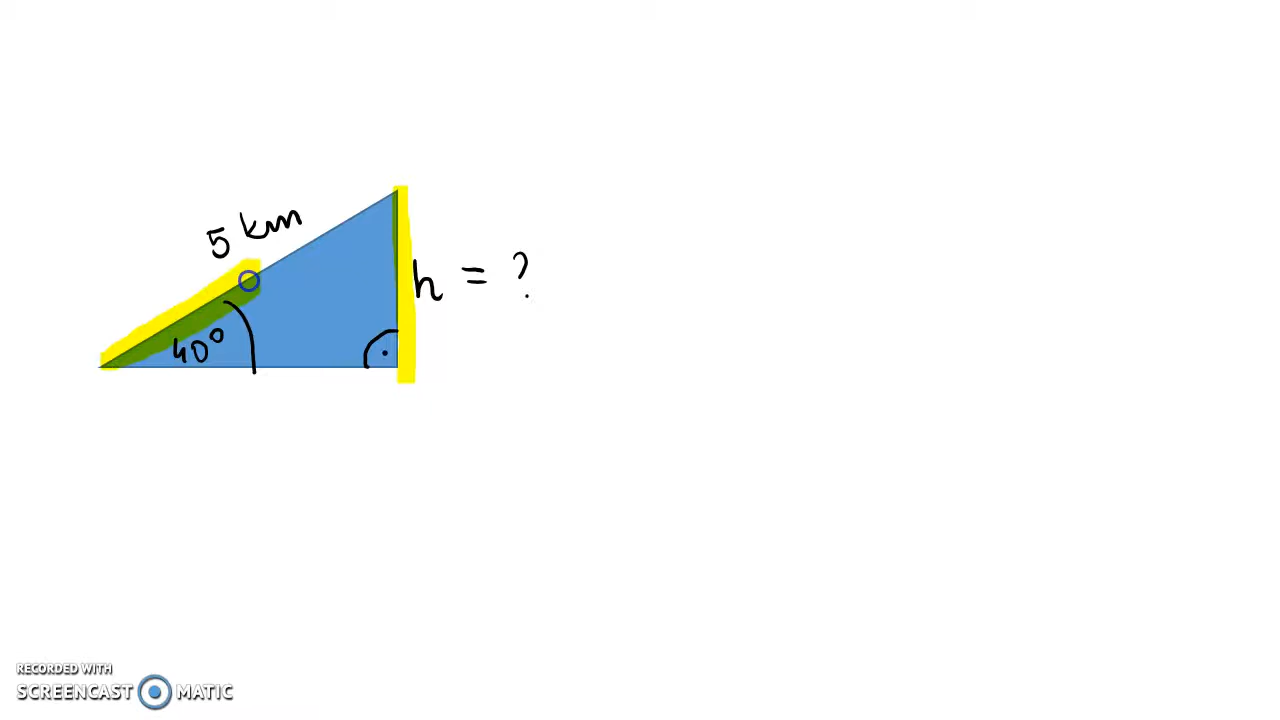 5 km
h = ?
40°
RECORDED WITH
SCREENCAST MATIC